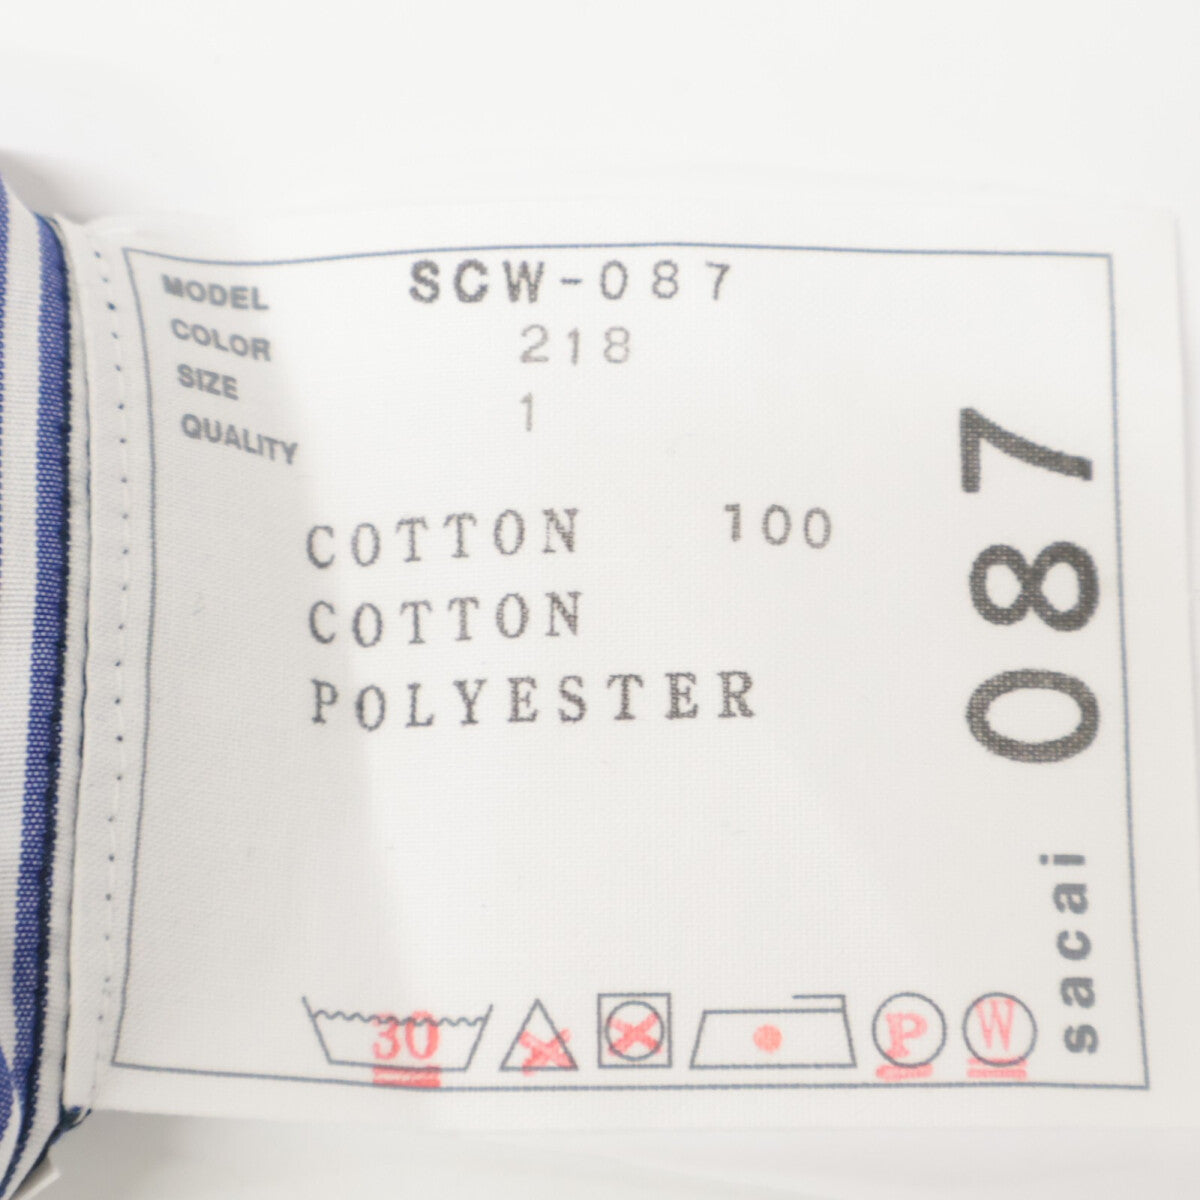 MODEL SCW-087
COLOR 218
SIZE 1
QUALITY
COTTON 100
COTTON
POLYESTER
087
sacai
30
P
W